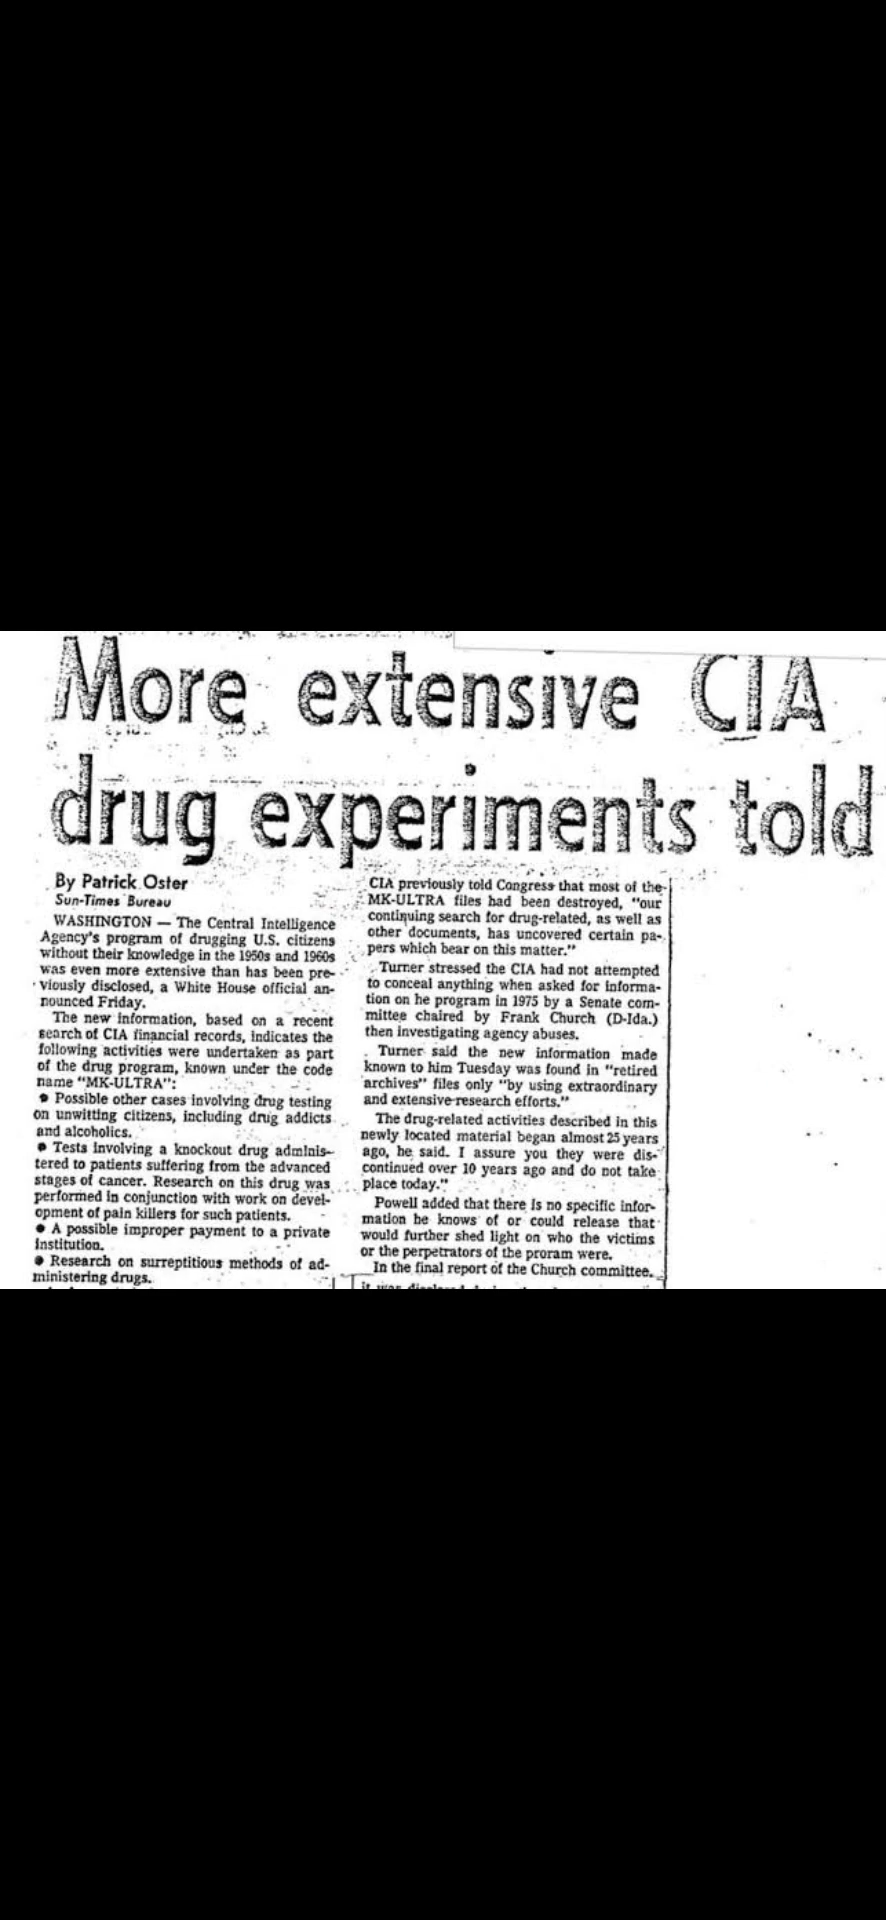 More extensive CIA
drug experiments told
By Patrick Oster
Sun-Times Bureau
WASHINGTON — The Central Intelligence
Agency's program of drugging U.S. citizens
without their knowledge in the 1950s and 1960s
was even more extensive than has been pre-
viously disclosed, a White House official an-
nounced Friday.
The new information, based on a recent
search of CIA financial records, indicates the
following activities were undertaken as part
of the drug program, known under the code
name "MK-ULTRA":
● Possible other cases involving drug testing
on unwitting citizens, including drug addicts
and alcoholics.
● Tests involving a knockout drug adminis-
tered to patients suffering from the advanced
stages of cancer. Research on this drug was
performed in conjunction with work on devel-
opment of pain killers for such patients.
● A possible improper payment to a private
institution.
● Research on surreptitious methods of ad-
ministering drugs.
CIA previously told Congress that most of the
MK-ULTRA files had been destroyed, "our
continuing search for drug-related, as well as
other documents, has uncovered certain pa-
pers which bear on this matter."
Turner stressed the CIA had not attempted
to conceal anything when asked for informa-
tion on he program in 1975 by a Senate com-
mittee chaired by Frank Church (D-Ida.)
then investigating agency abuses.
Turner said the new information made
known to him Tuesday was found in "retired
archives" files only "by using extraordinary
and extensive research efforts."
The drug-related activities described in this
newly located material began almost 25 years
ago, he said. I assure you they were dis-
continued over 10 years ago and do not take
place today."
Powell added that there is no specific infor-
mation he knows of or could release that
would further shed light on who the victims
or the perpetrators of the proram were.
In the final report of the Church committee,